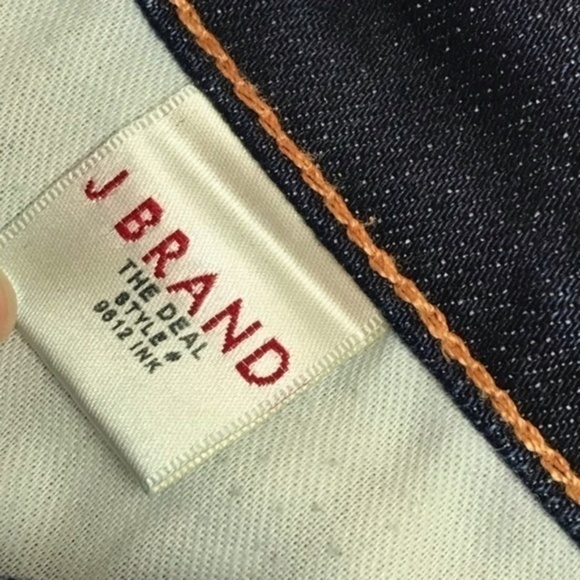 J BRAND
THE DEAL
STYLE #
9612 INK